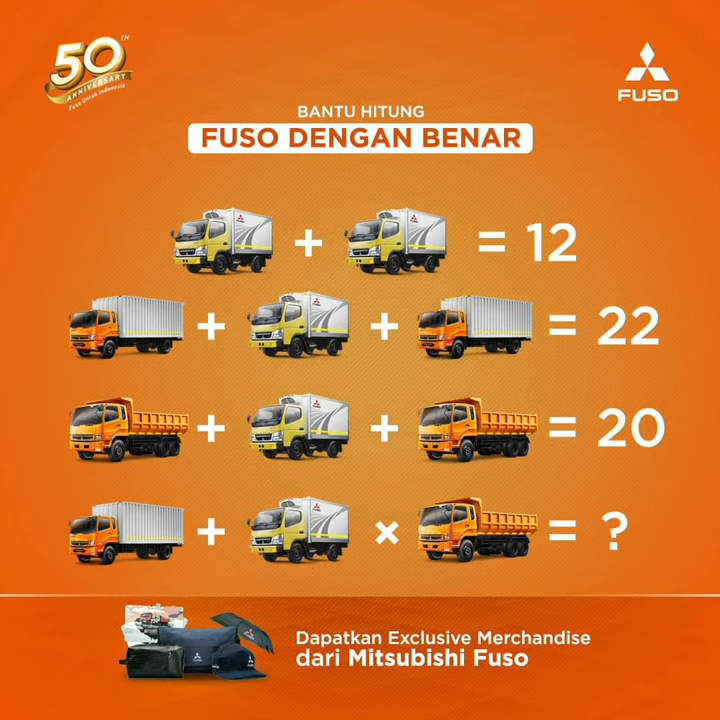 50TH
ANNIVERSARY
Fuso Untuk Indonesia
FUSO
BANTU HITUNG
FUSO DENGAN BENAR
+ = 12
+ + = 22
+ + = 20
+ × = ?
Dapatkan Exclusive Merchandise
dari Mitsubishi Fuso